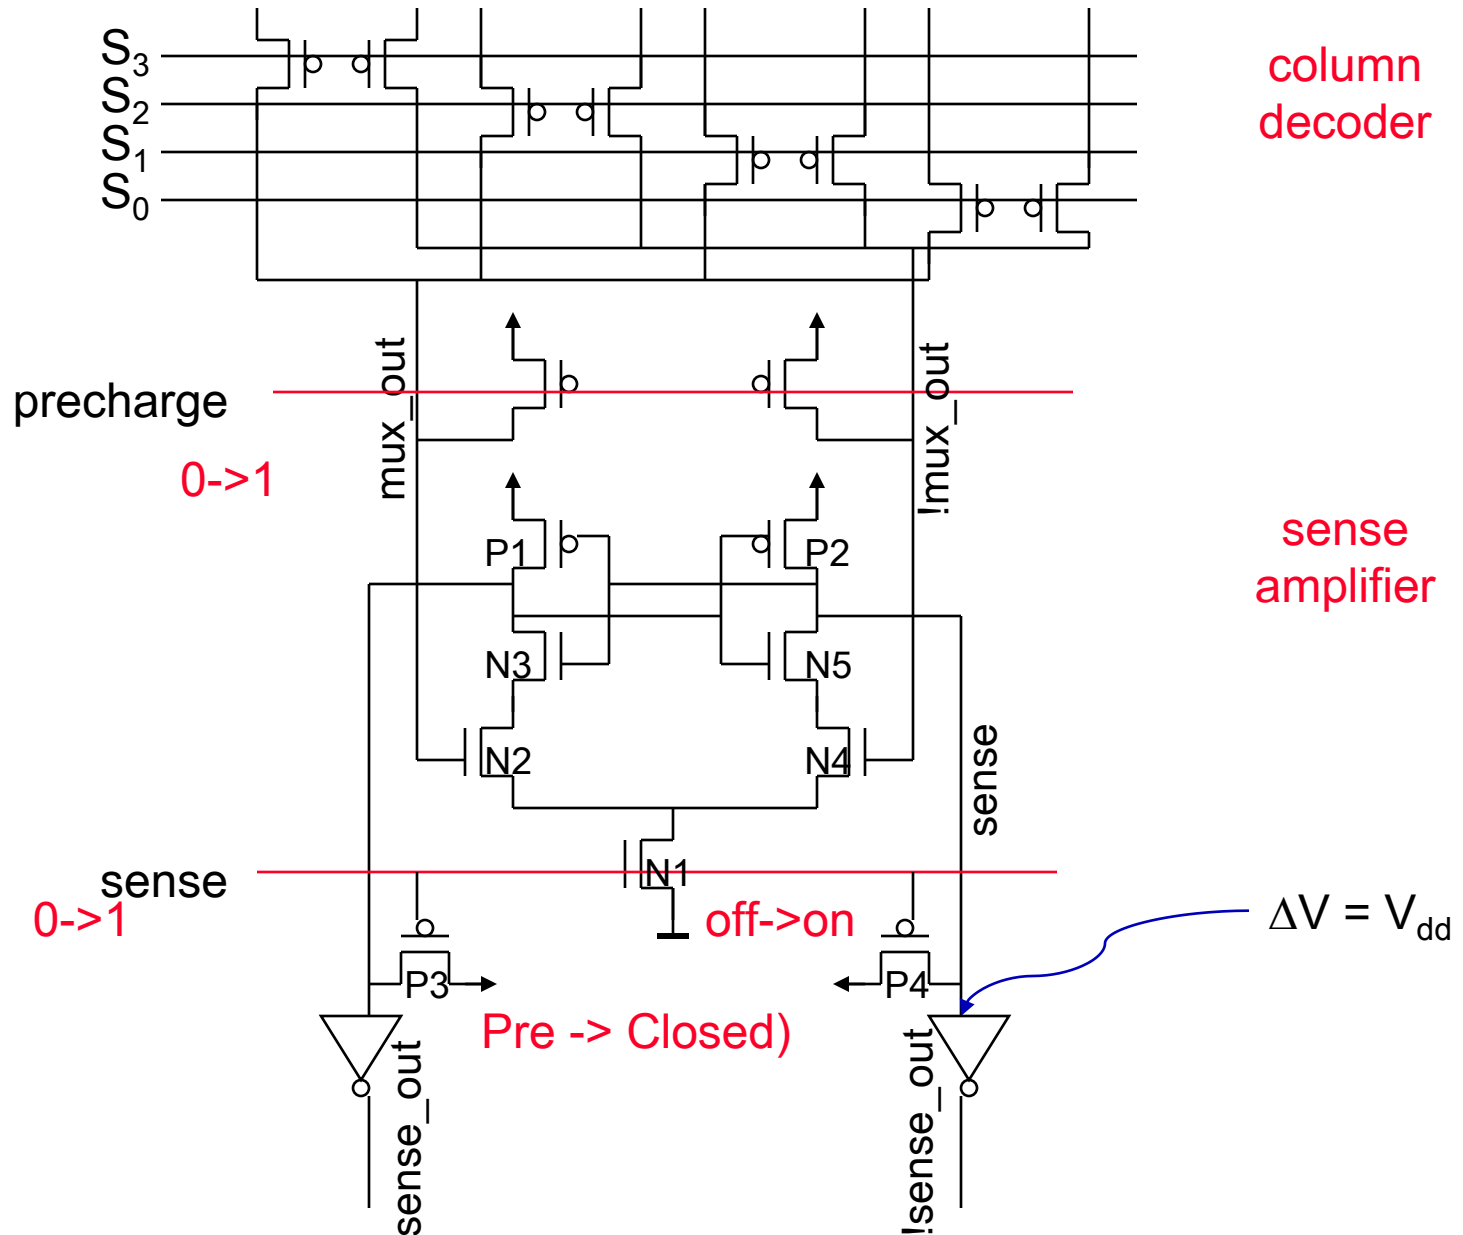 S3
S2
S1
S0
column
decoder
precharge
0->1
mux_out
!mux_out
P1
P2
sense
amplifier
N3
N5
N2
N4
sense
N1
sense
0->1
off->on
ΔV = Vdd
P3
P4
Pre -> Closed)
sense_out
!sense_out